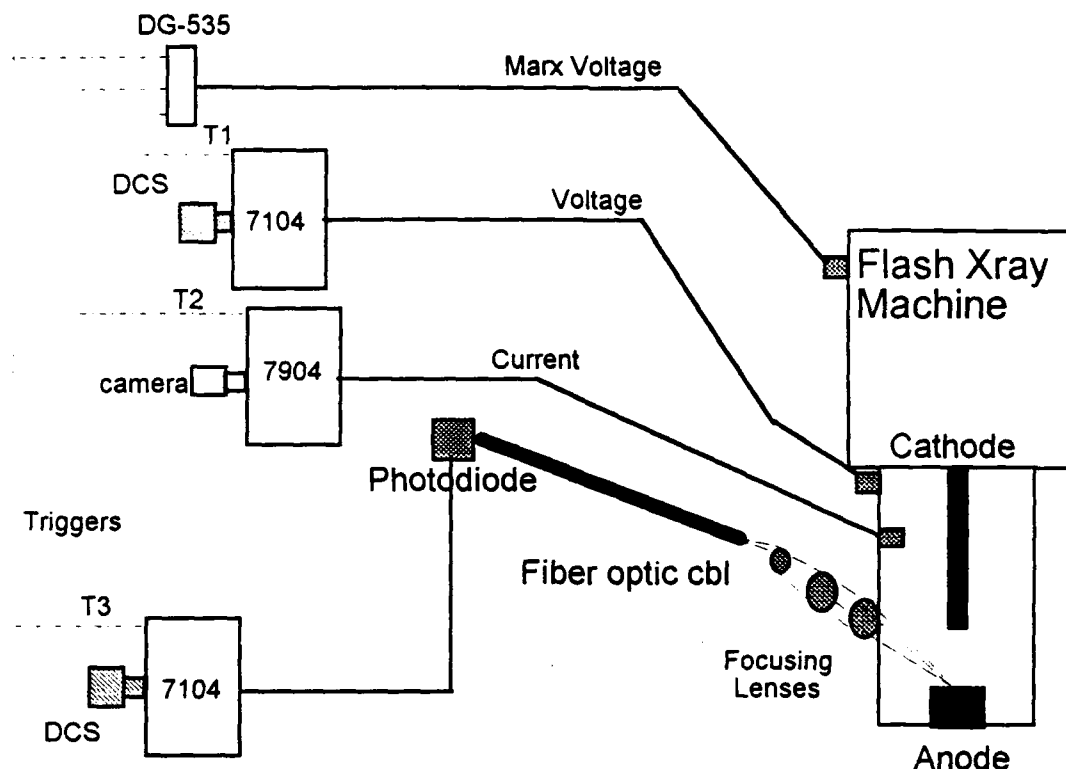 DG-535
Marx Voltage
T1
DCS
7104
Voltage
Flash Xray
Machine
T2
camera
7904
Current
Cathode
Photodiode
Triggers
Fiber optic cbl
T3
Focusing
Lenses
7104
DCS
Anode